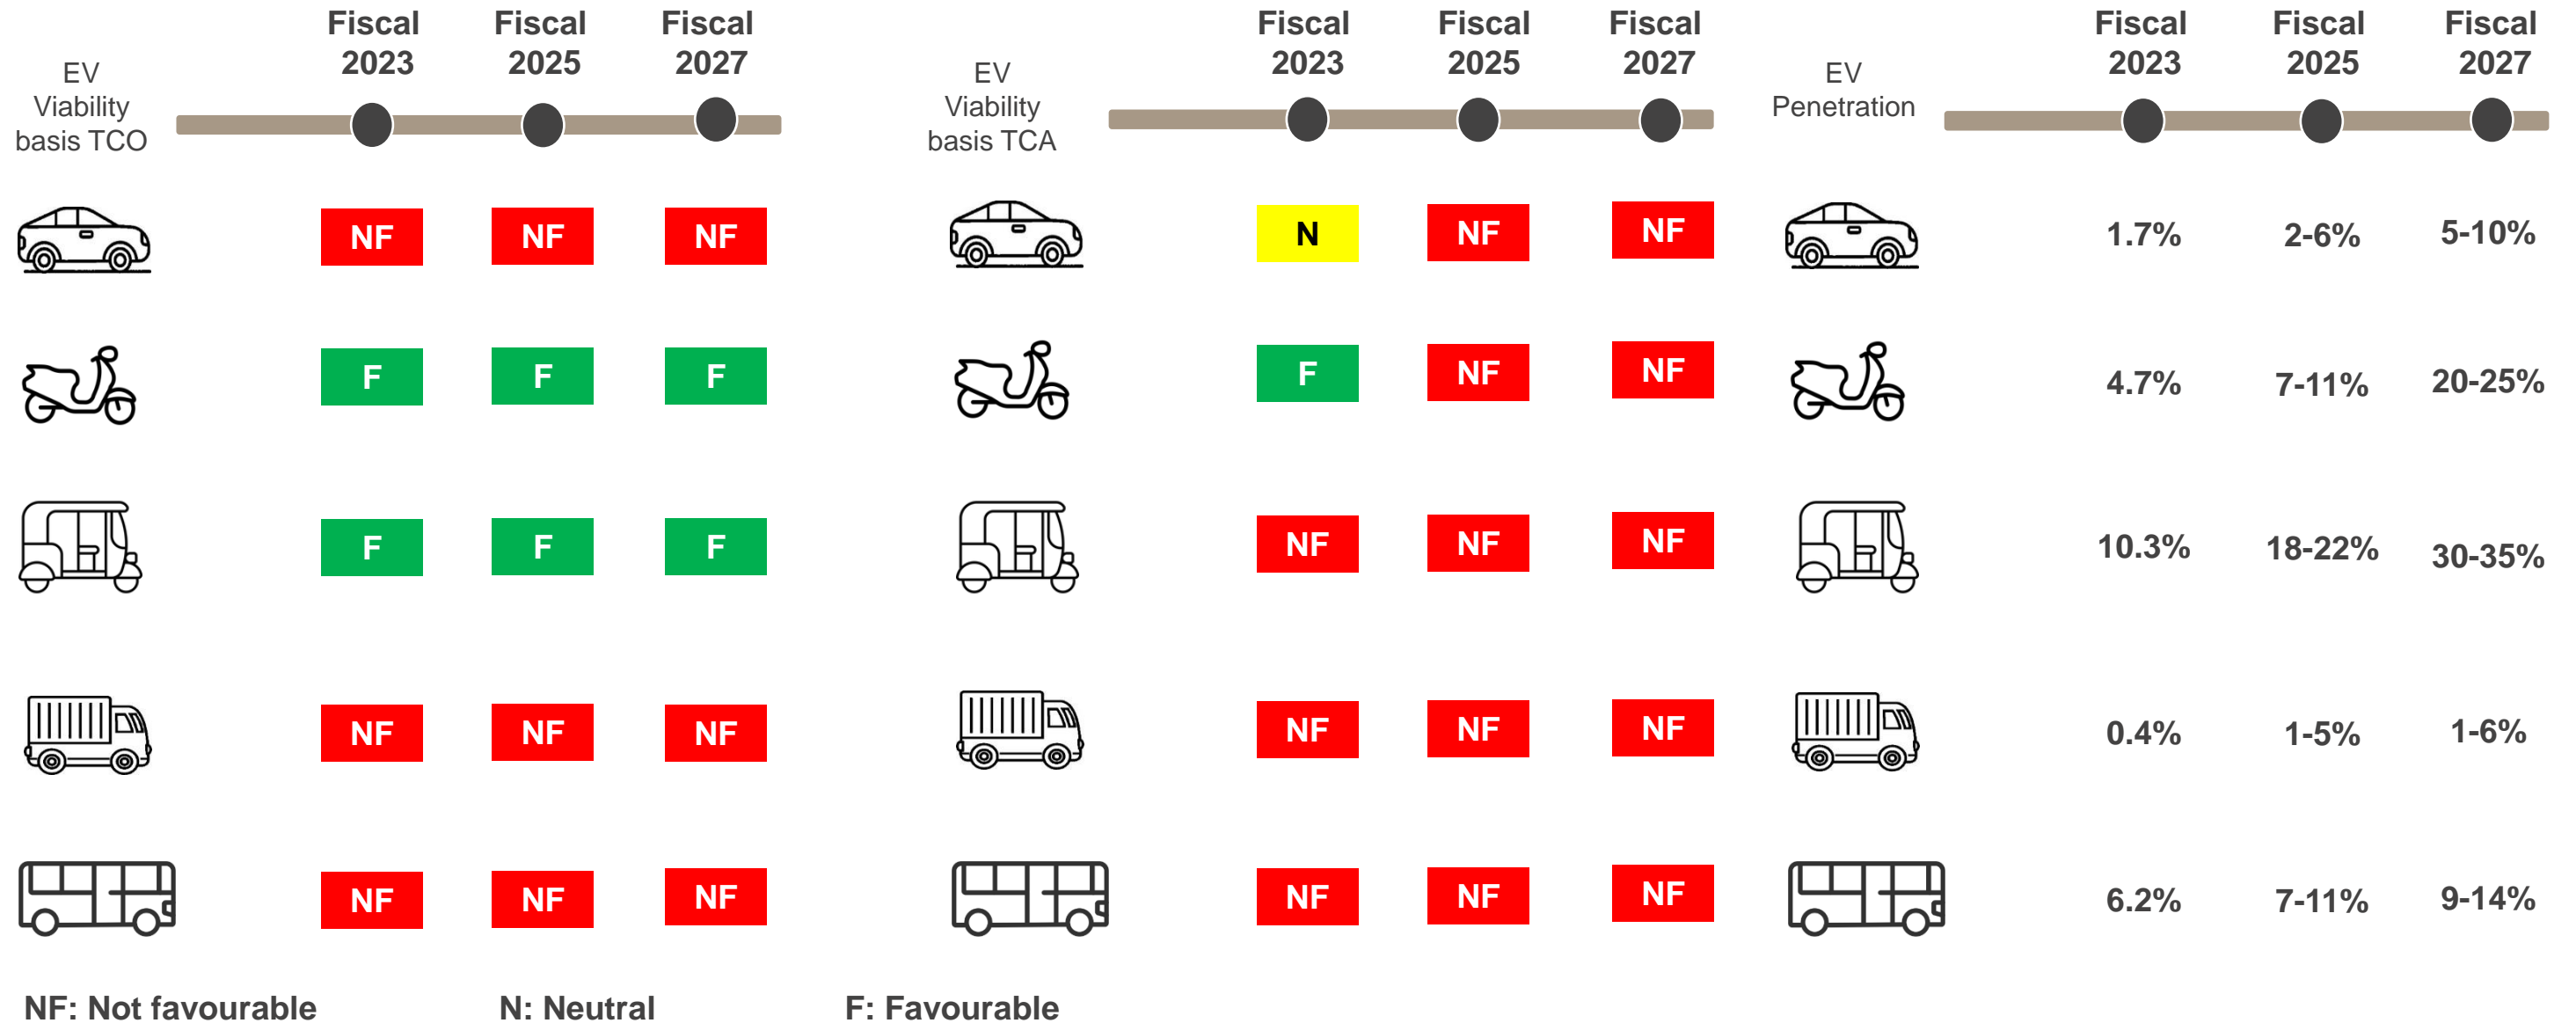 EV
Viability
basis TCO
Fiscal
2023
Fiscal
2025
Fiscal
2027
EV
Viability
basis TCA
Fiscal
2023
Fiscal
2025
Fiscal
2027
EV
Penetration
Fiscal
2023
Fiscal
2025
Fiscal
2027
NF NF NF N NF NF 1.7% 2-6% 5-10%
F F F F NF NF 4.7% 7-11% 20-25%
F F F NF NF NF 10.3% 18-22% 30-35%
NF NF NF NF NF NF 0.4% 1-5% 1-6%
NF NF NF NF NF NF 6.2% 7-11% 9-14%
NF: Not favourable N: Neutral F: Favourable